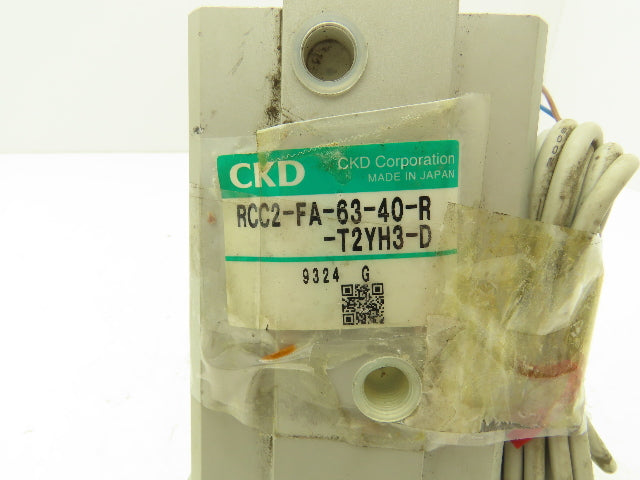 CKD CKD Corporation
MADE IN JAPAN
RCC2-FA-63-40-R
-T2YH3-D
9324 G